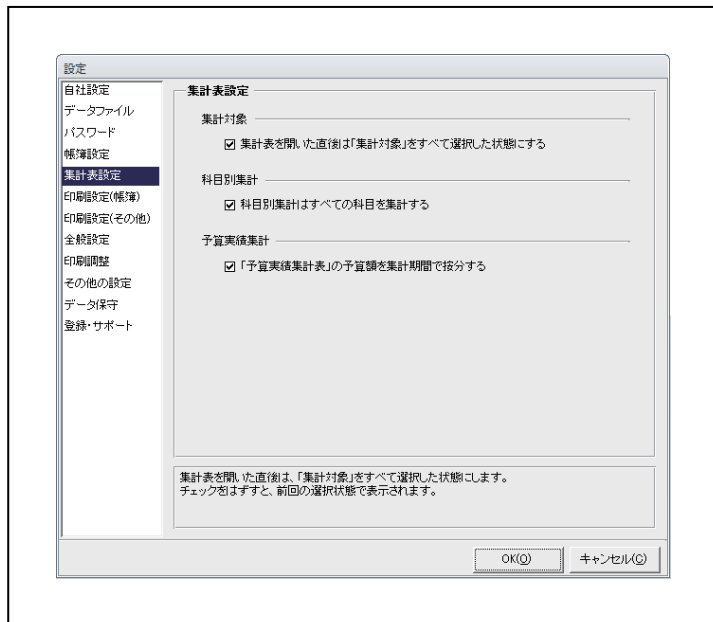 設定
自社設定
データファイル
パスワード
帳簿設定
集計表設定
印刷設定(帳簿)
印刷設定(その他)
全般設定
印刷調整
その他の設定
データ保守
登録・サポート
集計表設定
集計対象
集計表を開いた直後は「集計対象」をすべて選択した状態にする
科目別集計
科目別集計はすべての科目を集計する
予算実績集計
「予算実績集計表」の予算額を集計期間で按分する
集計表を開いた直後は、「集計対象」をすべて選択した状態にします。
チェックをはずすと、前回の選択状態で表示されます。
OK(O)
キャンセル(C)